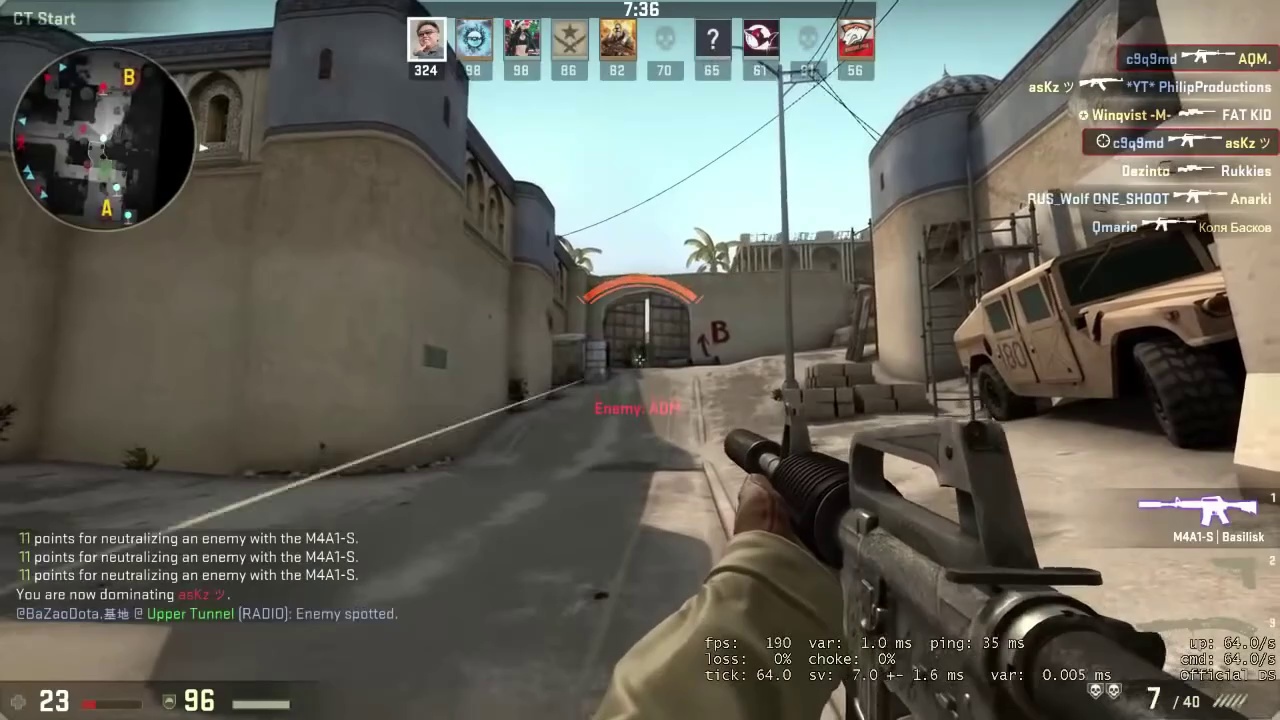 CT Start
7:36
324 98 98 86 82 70 65 61 56
B
A
c9q9md AQM.
asKz ツ *YT* PhilipProductions
Winqvist -M- FAT KID
c9q9md asKz ツ
Dezinto Rukkies
RUS_Wolf ONE_SHOOT Anarki
Qmario Коля Басков
B
Enemy: AQM
1
M4A1-S | Basilisk
2
9
11 points for neutralizing an enemy with the M4A1-S.
11 points for neutralizing an enemy with the M4A1-S.
11 points for neutralizing an enemy with the M4A1-S.
You are now dominating asKz ツ.
@BaZaoDota.基地 @ Upper Tunnel (RADIO): Enemy spotted.
fps: 190 var: 1.0 ms ping: 35 ms up: 64.0/s
loss: 0% choke: 0% cmd: 64.0/s
tick: 64.0 sv: 7.0 +- 1.6 ms var: 0.005 ms Official DS
23 96 7 / 40